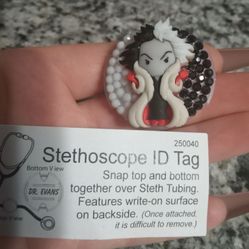 250040
Bottom View
DR. EVANS
Stethoscope ID Tag
Snap top and bottom
together over Steth Tubing.
Features write-on surface
on backside. (Once attached,
it is difficult to remove.)
View